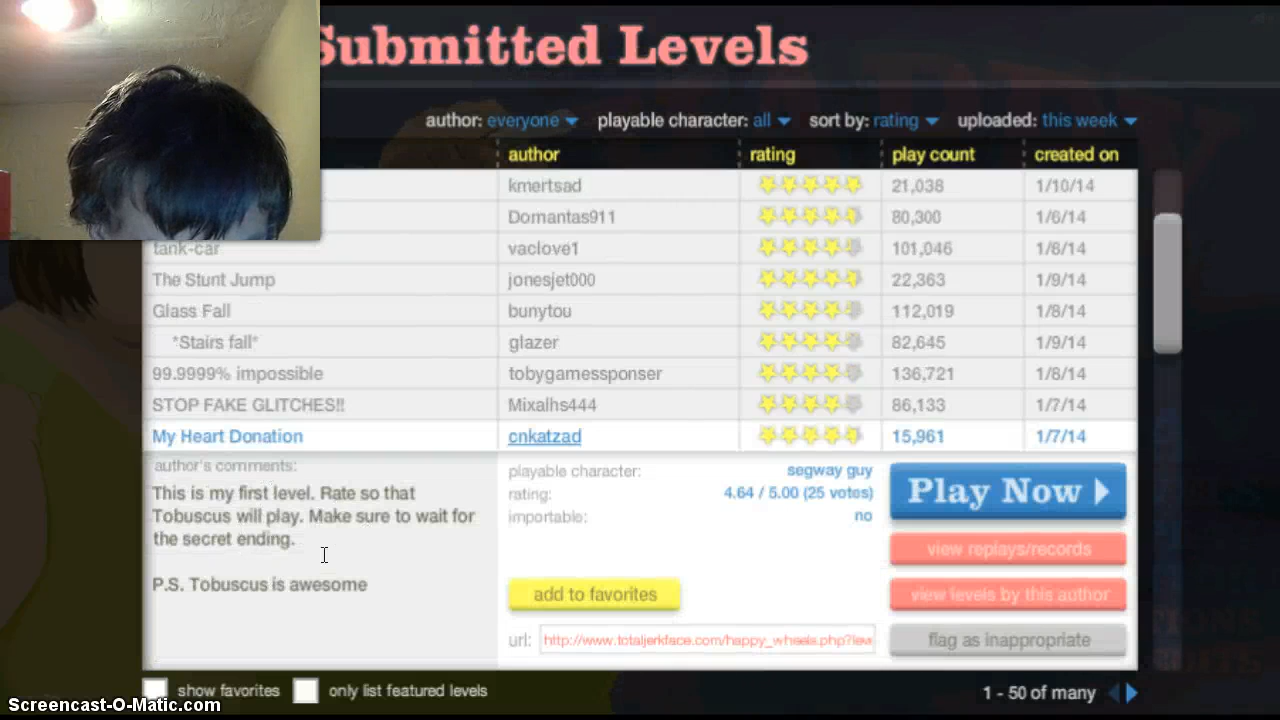 Submitted Levels
author: everyone playable character: all sort by: rating uploaded: this week
author rating play count created on
kmertsad 21,038 1/10/14
Domantas911 80,300 1/6/14
tank-car vaclove1 101,046 1/8/14
The Stunt Jump jonesjet000 22,363 1/9/14
Glass Fall bunytou 112,019 1/8/14
*Stairs fall* glazer 82,645 1/9/14
99.9999% impossible tobygamessponser 136,721 1/8/14
STOP FAKE GLITCHES!! Mixalhs444 86,133 1/7/14
My Heart Donation cnkatzad 15,961 1/7/14
author's comments:
This is my first level. Rate so that
Tobuscus will play. Make sure to wait for
the secret ending.
P.S. Tobuscus is awesome
playable character: segway guy
rating: 4.64 / 5.00 (25 votes)
importable: no
add to favorites
url: http://www.totaljerkface.com/happy_wheels.php?leve
Play Now
view replays/records
view levels by this author
flag as inappropriate
show favorites only list featured levels
1 - 50 of many
Screencast-O-Matic.com